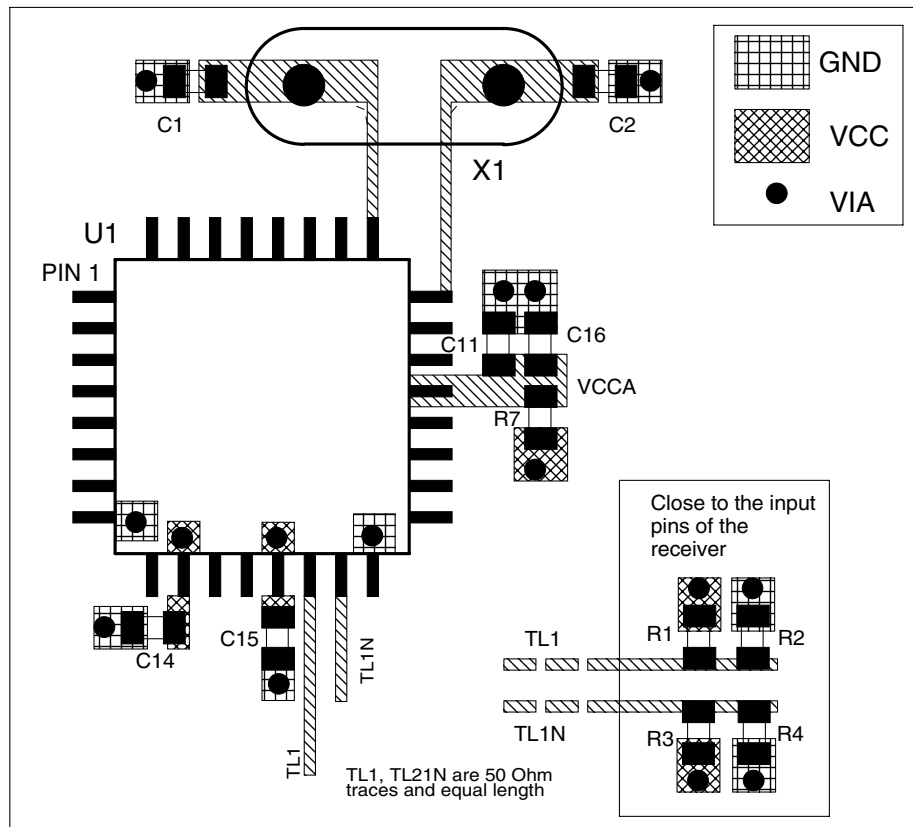 C1
C2
X1
GND
VCC
VIA
U1
PIN 1
C11
C16
VCCA
R7
C14
C15
TL1
TL1N
TL1, TL21N are 50 Ohm
traces and equal length
Close to the input
pins of the
receiver
R1
R2
TL1
TL1N
R3
R4